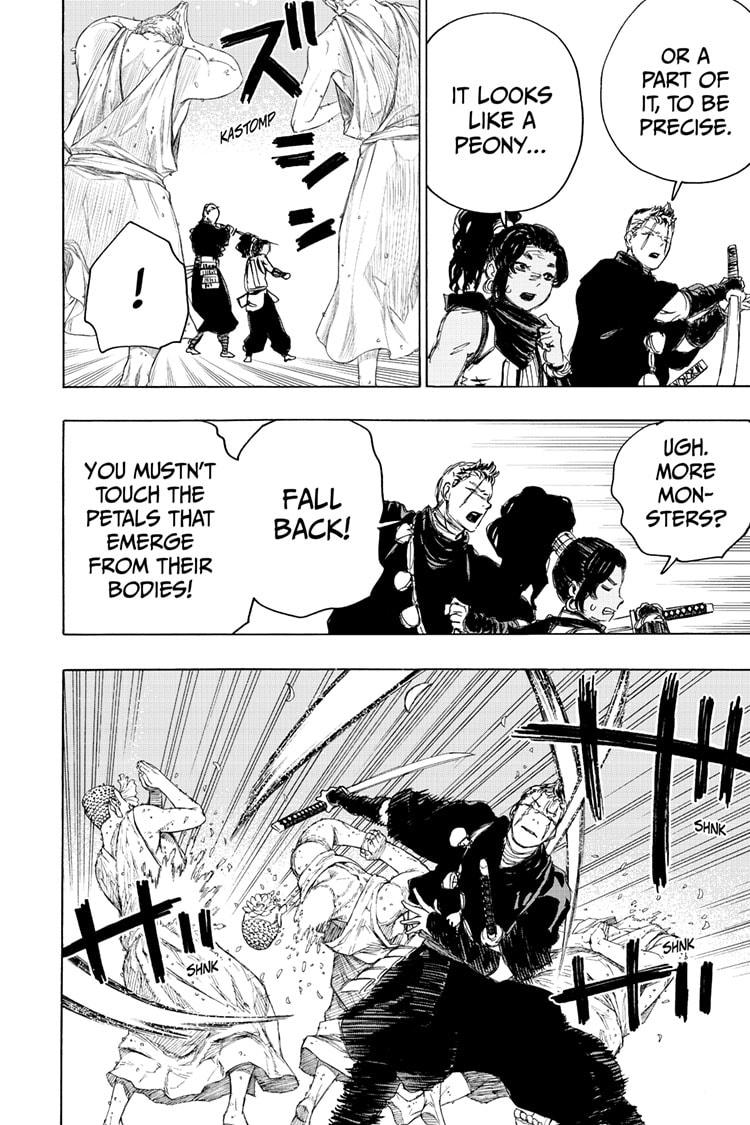 OR A
PART OF
IT, TO BE
PRECISE.
IT LOOKS
LIKE A
PEONY...
ズン
KASTOMP
!
UGH.
MORE
MON-
STERS?
FALL
BACK!
YOU MUSTN'T
TOUCH THE
PETALS THAT
EMERGE
FROM THEIR
BODIES!
SHNK
SHNK
SHNK